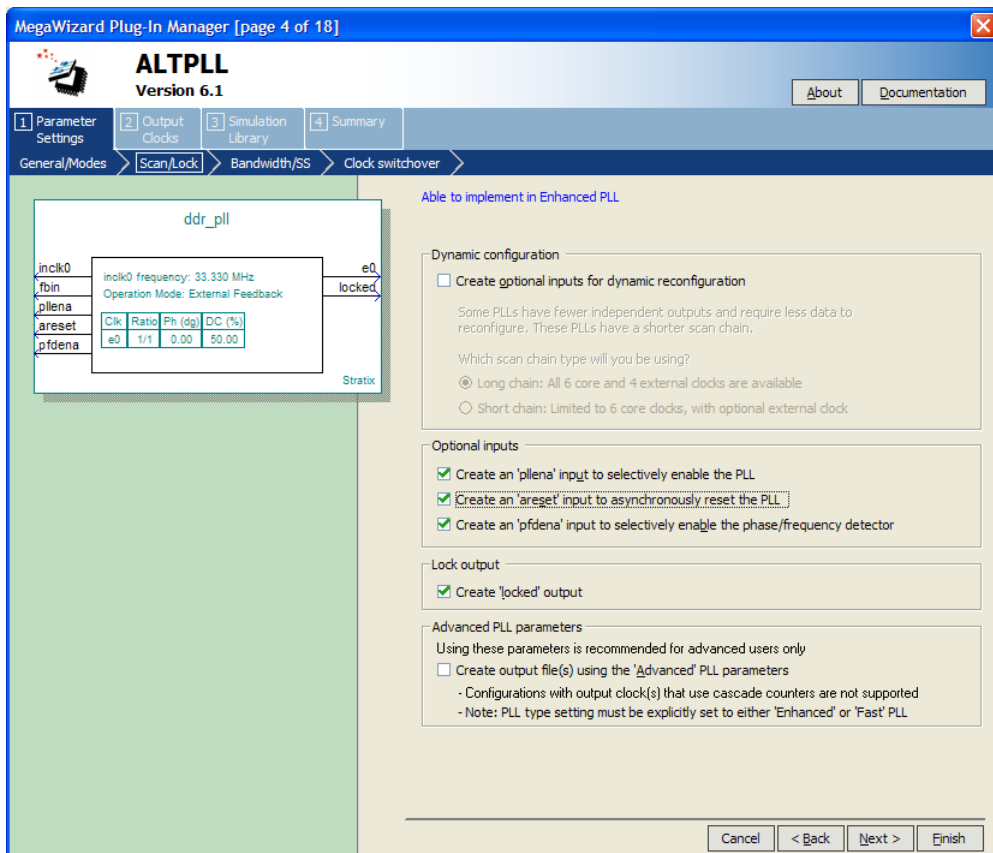 MegaWizard Plug-In Manager [page 4 of 18]
ALTPLL
Version 6.1
About
Documentation
1 Parameter Settings
2 Output Clocks
3 Simulation Library
4 Summary
General/Modes
Scan/Lock
Bandwidth/SS
Clock switchover
ddr_pll
inclk0
fbin
pllena
areset
pfdena
inclk0 frequency: 33.330 MHz
Operation Mode: External Feedback
Clk Ratio Ph (dg) DC (%)
e0 1/1 0.00 50.00
e0
locked
Stratix
Able to implement in Enhanced PLL
Dynamic configuration
Create optional inputs for dynamic reconfiguration
Some PLLs have fewer independent outputs and require less data to
reconfigure. These PLLs have a shorter scan chain.
Which scan chain type will you be using?
Long chain: All 6 core and 4 external clocks are available
Short chain: Limited to 6 core clocks, with optional external clock
Optional inputs
Create an 'pllena' input to selectively enable the PLL
Create an 'areset' input to asynchronously reset the PLL
Create an 'pfdena' input to selectively enable the phase/frequency detector
Lock output
Create 'locked' output
Advanced PLL parameters
Using these parameters is recommended for advanced users only
Create output file(s) using the 'Advanced' PLL parameters
- Configurations with output clock(s) that use cascade counters are not supported
- Note: PLL type setting must be explicitly set to either 'Enhanced' or 'Fast' PLL
Cancel
< Back
Next >
Finish